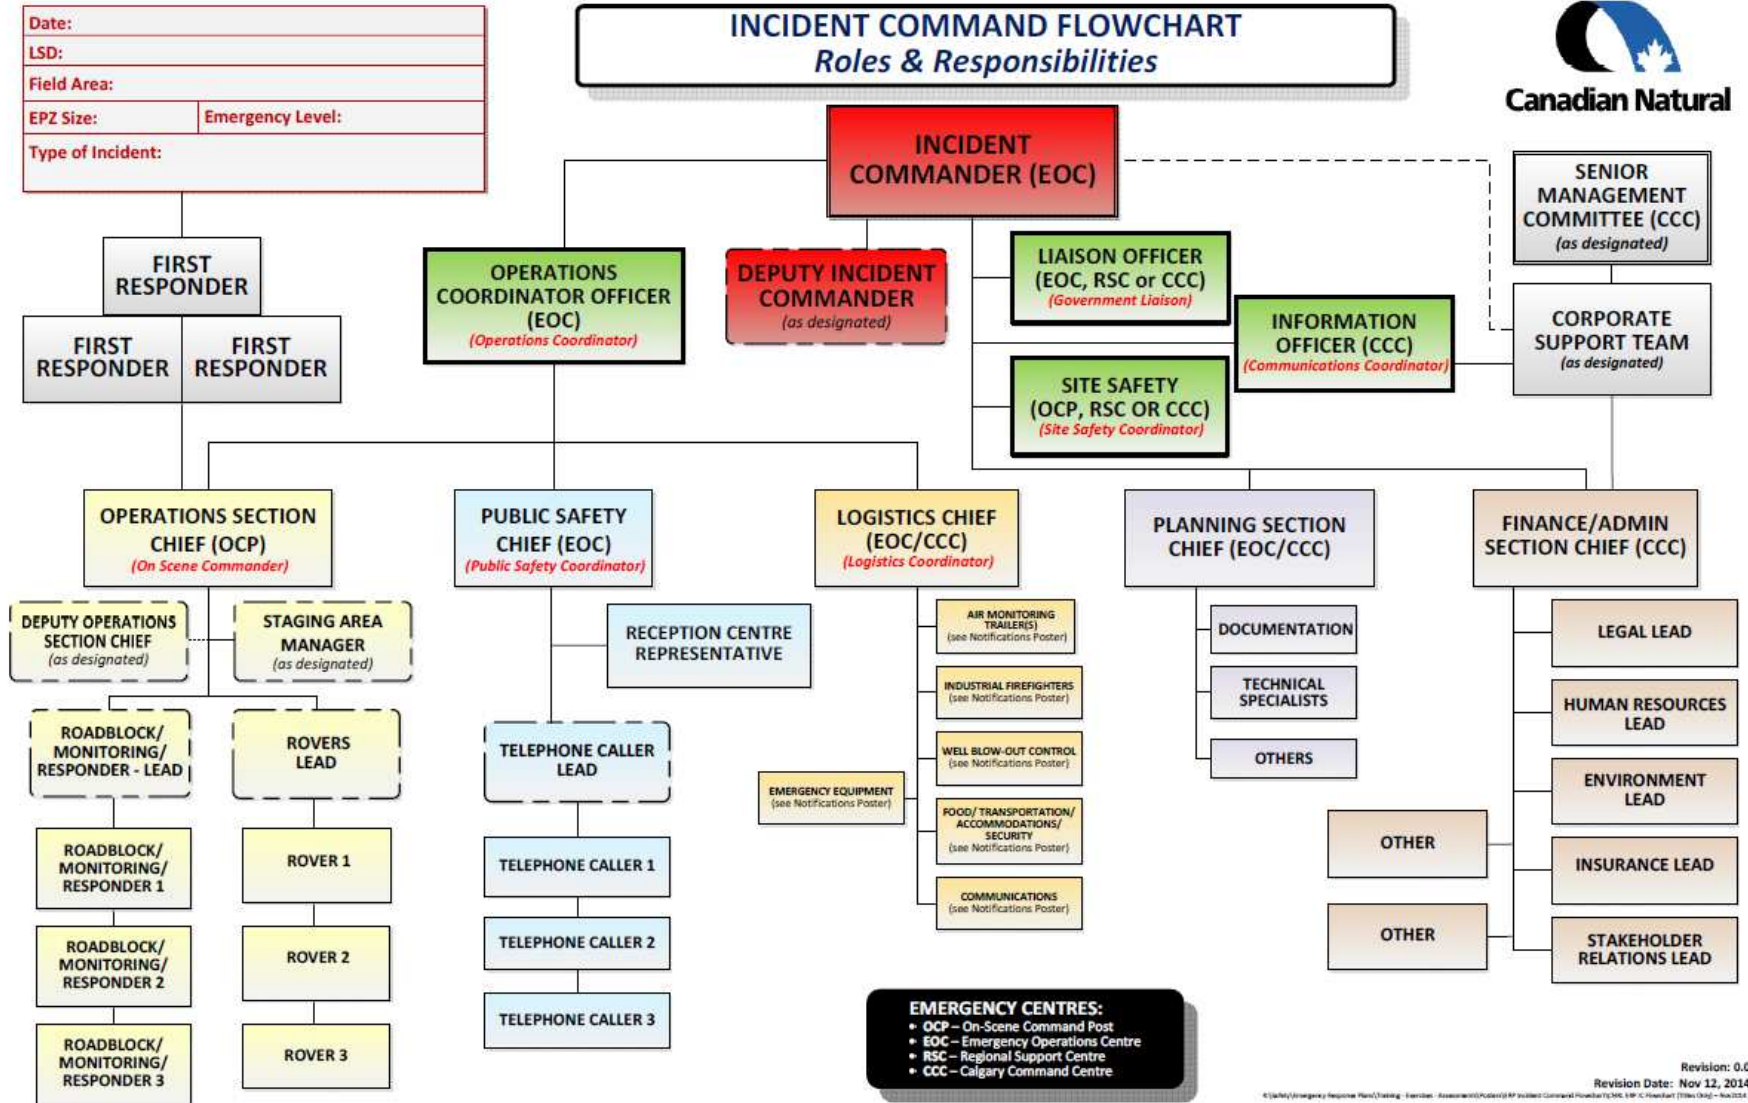 Date:
LSD:
Field Area:
EPZ Size:
Emergency Level:
Type of Incident:
INCIDENT COMMAND FLOWCHART
Roles & Responsibilities
Canadian Natural
INCIDENT
COMMANDER (EOC)
SENIOR
MANAGEMENT
COMMITTEE (CCC)
(as designated)
FIRST
RESPONDER
FIRST
RESPONDER
FIRST
RESPONDER
OPERATIONS
COORDINATOR OFFICER
(EOC)
(Operations Coordinator)
DEPUTY INCIDENT
COMMANDER
(as designated)
LIAISON OFFICER
(EOC, RSC or CCC)
(Government Liaison)
INFORMATION
OFFICER (CCC)
(Communications Coordinator)
CORPORATE
SUPPORT TEAM
(as designated)
SITE SAFETY
(OCP, RSC OR CCC)
(Site Safety Coordinator)
OPERATIONS SECTION
CHIEF (OCP)
(On Scene Commander)
PUBLIC SAFETY
CHIEF (EOC)
(Public Safety Coordinator)
LOGISTICS CHIEF
(EOC/CCC)
(Logistics Coordinator)
PLANNING SECTION
CHIEF (EOC/CCC)
FINANCE/ADMIN
SECTION CHIEF (CCC)
DEPUTY OPERATIONS
SECTION CHIEF
(as designated)
STAGING AREA
MANAGER
(as designated)
ROADBLOCK/
MONITORING/
RESPONDER - LEAD
ROVERS
LEAD
ROADBLOCK/
MONITORING/
RESPONDER 1
ROVER 1
ROADBLOCK/
MONITORING/
RESPONDER 2
ROVER 2
ROADBLOCK/
MONITORING/
RESPONDER 3
ROVER 3
RECEPTION CENTRE
REPRESENTATIVE
TELEPHONE CALLER
LEAD
TELEPHONE CALLER 1
TELEPHONE CALLER 2
TELEPHONE CALLER 3
AIR MONITORING
TRAILER(S)
(see Notifications Poster)
INDUSTRIAL FIREFIGHTERS
(see Notifications Poster)
WELL BLOW-OUT CONTROL
(see Notifications Poster)
EMERGENCY EQUIPMENT
(see Notifications Poster)
FOOD/ TRANSPORTATION/
ACCOMMODATIONS/
SECURITY
(see Notifications Poster)
COMMUNICATIONS
(see Notifications Poster)
DOCUMENTATION
TECHNICAL
SPECIALISTS
OTHERS
LEGAL LEAD
HUMAN RESOURCES
LEAD
ENVIRONMENT
LEAD
OTHER
INSURANCE LEAD
OTHER
STAKEHOLDER
RELATIONS LEAD
EMERGENCY CENTRES:
• OCP – On-Scene Command Post
• EOC – Emergency Operations Centre
• RSC – Regional Support Centre
• CCC – Calgary Command Centre
Revision: 0.0
Revision Date: Nov 12, 2014